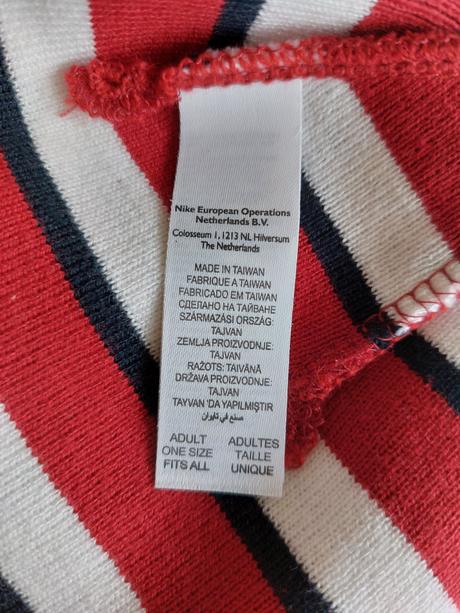 Nike European Operations
Netherlands B.V.
Colosseum 1, 1213 NL Hilversum
The Netherlands
MADE IN TAIWAN
FABRIQUE A TAIWAN
FABRICADO EM TAIWAN
СДЕЛАНО НА ТАЙВАНЕ
SZÁRMAZÁSI ORSZÁG:
TAJVAN
ZEMLJA PROIZVODNJE:
TAJVAN
RAŽOTS: TAIVĀNĀ
DRŽAVA PROIZVODNJE:
TAJVAN
TAYVAN 'DA YAPILMIŞTIR
صنع في تايوان
ADULT ADULTES
ONE SIZE TAILLE
FITS ALL UNIQUE